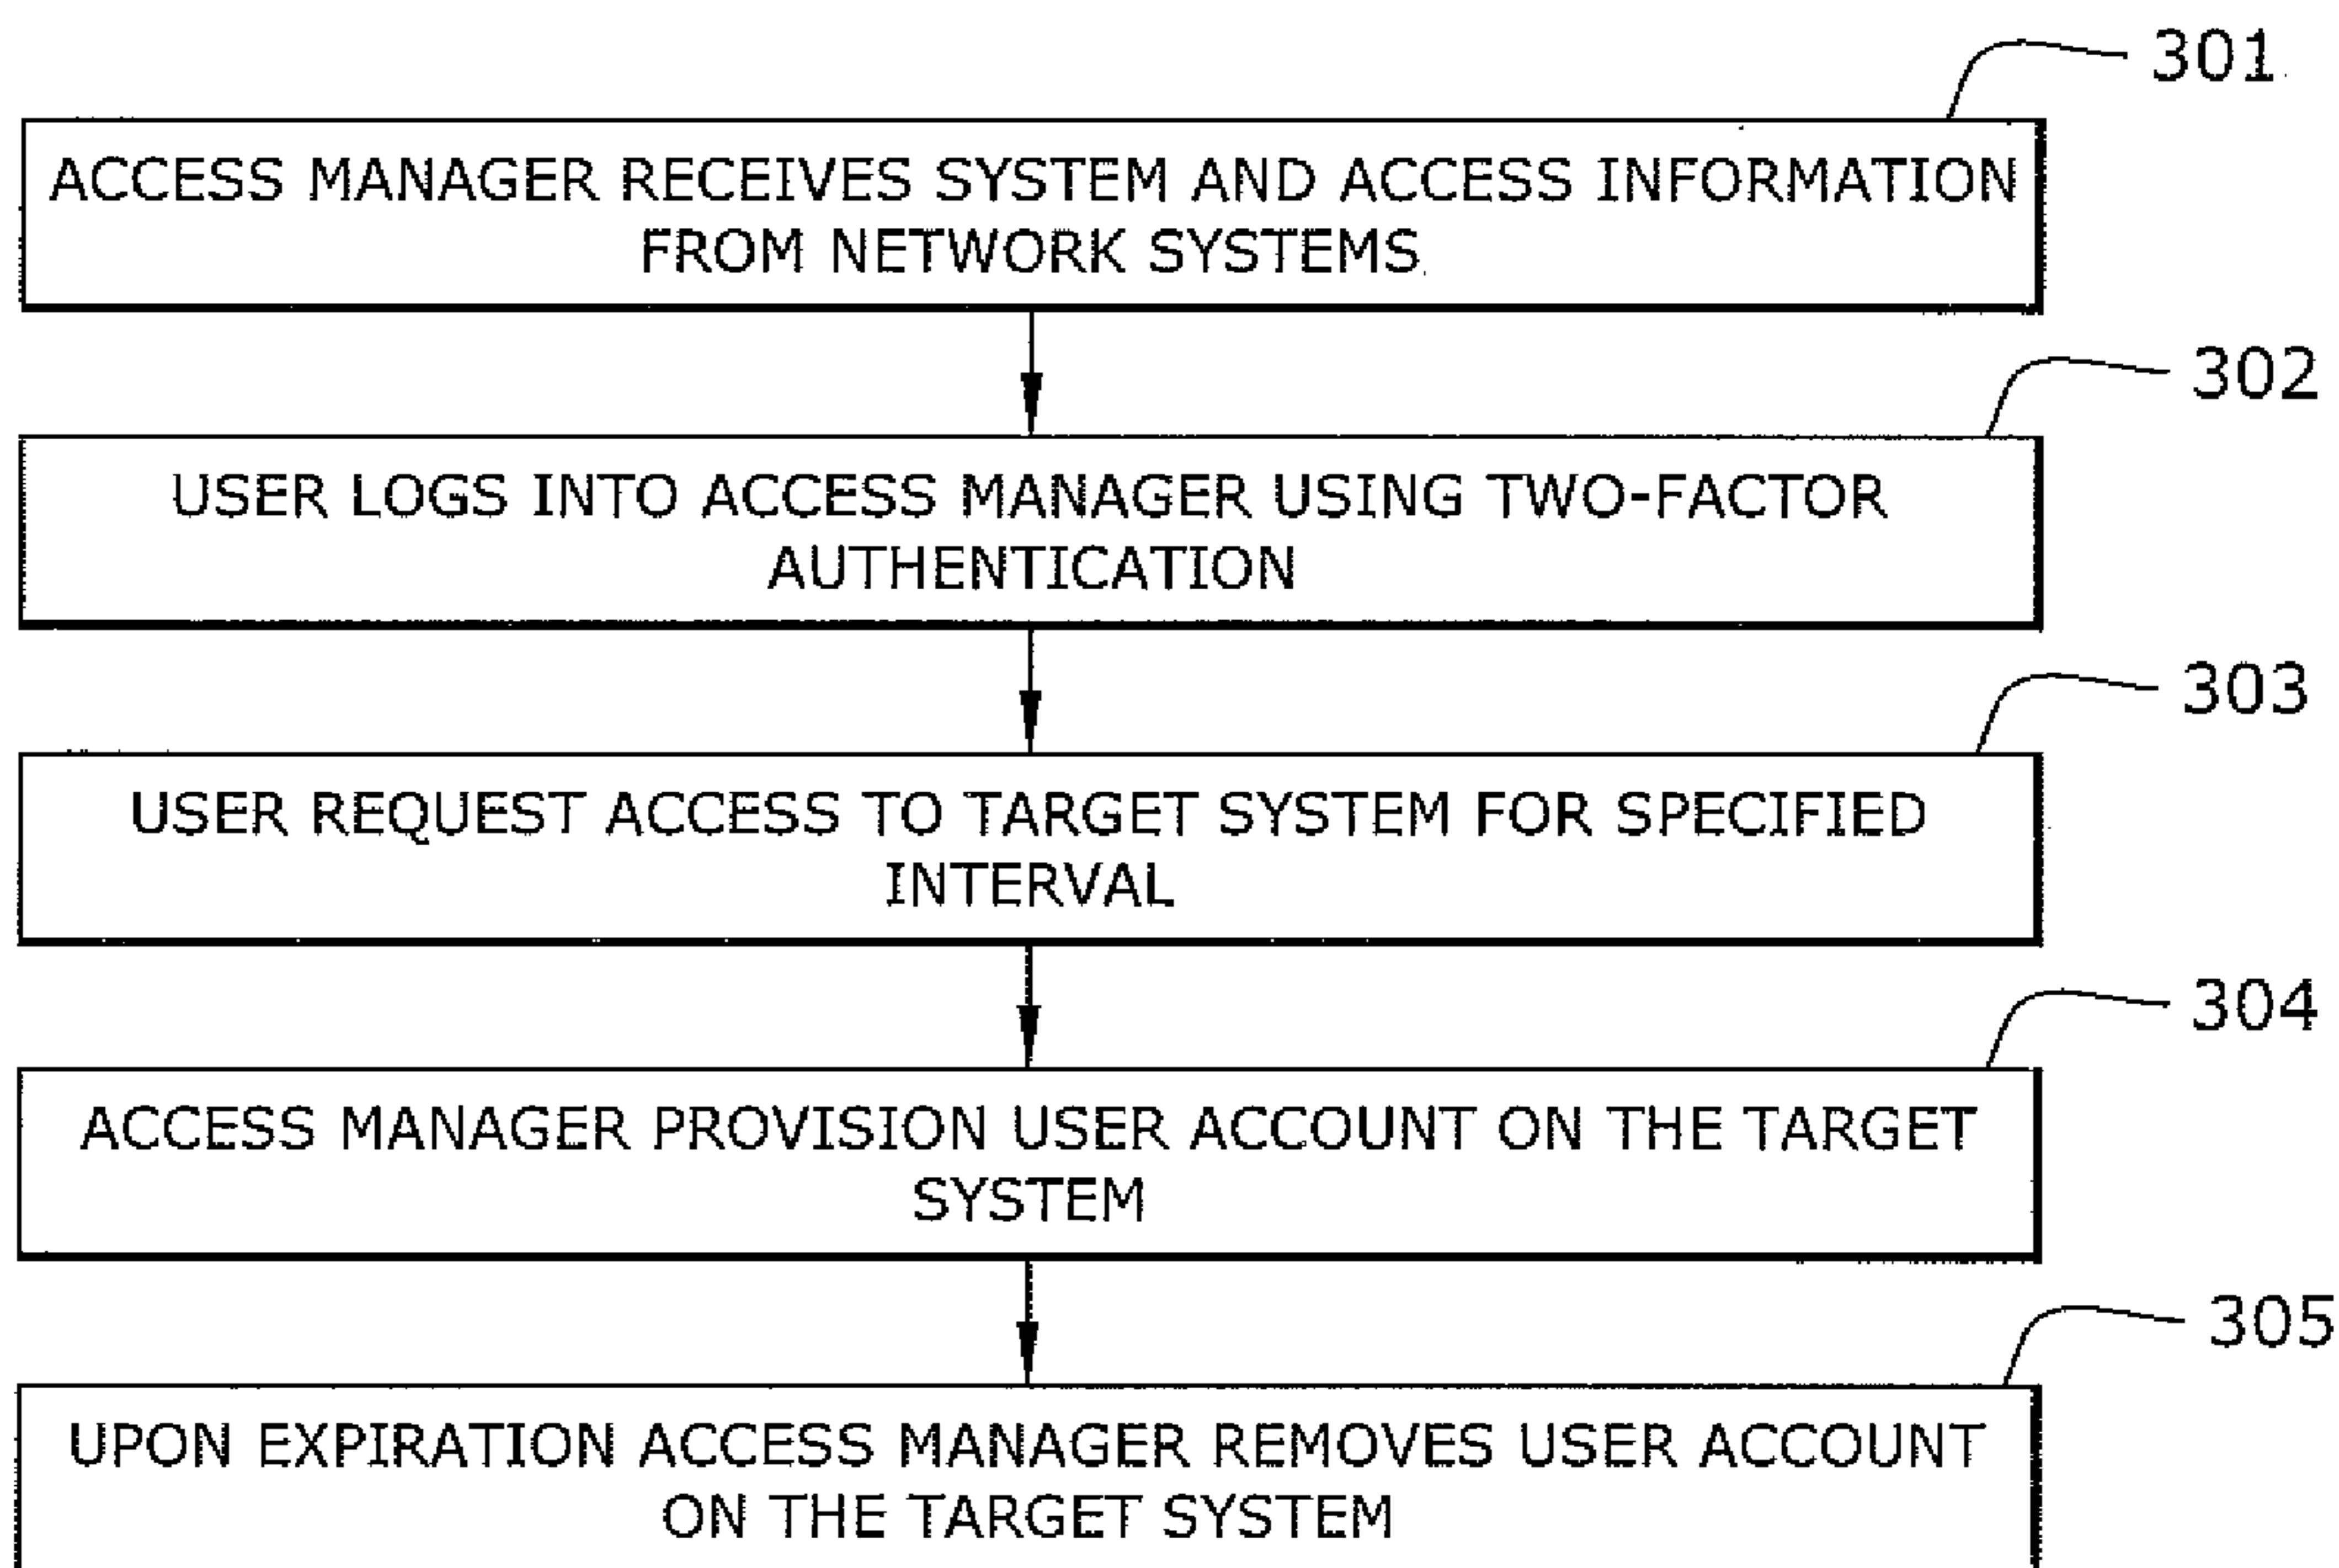 301
ACCESS MANAGER RECEIVES SYSTEM AND ACCESS INFORMATION
FROM NETWORK SYSTEMS
302
USER LOGS INTO ACCESS MANAGER USING TWO-FACTOR
AUTHENTICATION
303
USER REQUEST ACCESS TO TARGET SYSTEM FOR SPECIFIED
INTERVAL
304
ACCESS MANAGER PROVISION USER ACCOUNT ON THE TARGET
SYSTEM
305
UPON EXPIRATION ACCESS MANAGER REMOVES USER ACCOUNT
ON THE TARGET SYSTEM